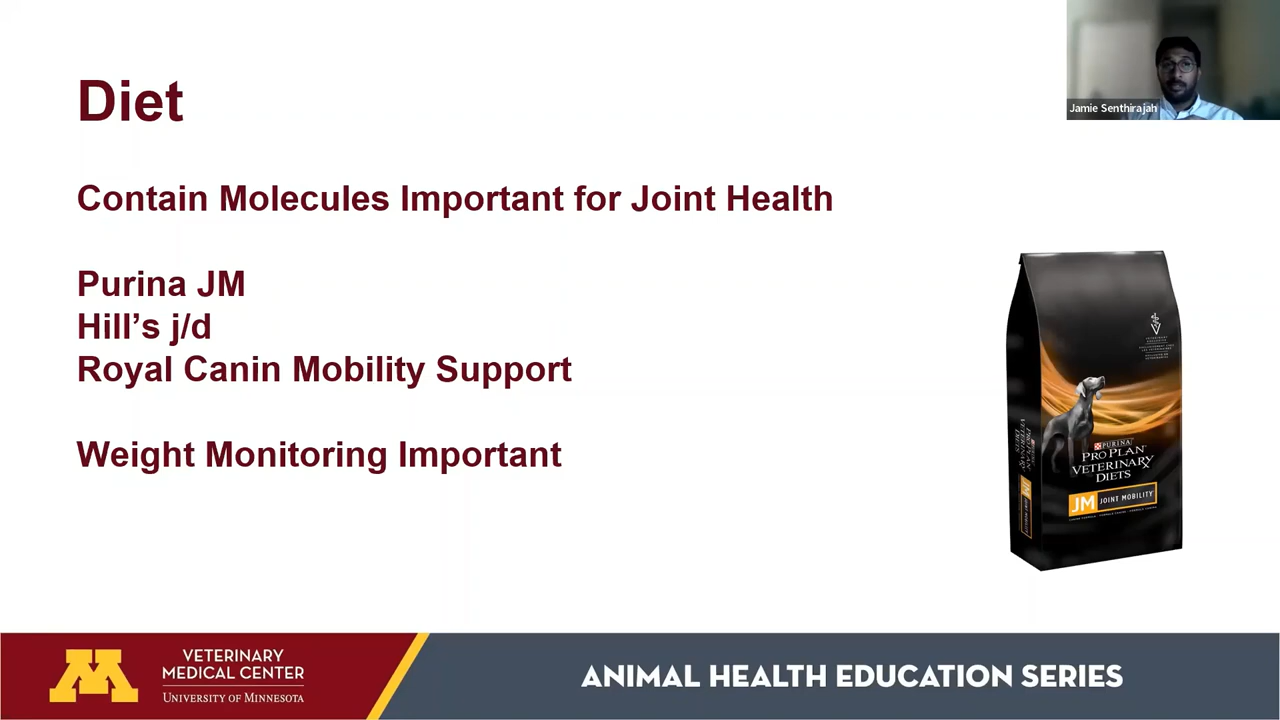 Diet
Jamie Senthirajah
Contain Molecules Important for Joint Health
Purina JM
Hill's j/d
Royal Canin Mobility Support
Weight Monitoring Important
PURINA
PRO PLAN
VETERINARY
DIETS
JM JOINT MOBILITY
VETERINARY
MEDICAL CENTER
UNIVERSITY OF MINNESOTA
ANIMAL HEALTH EDUCATION SERIES